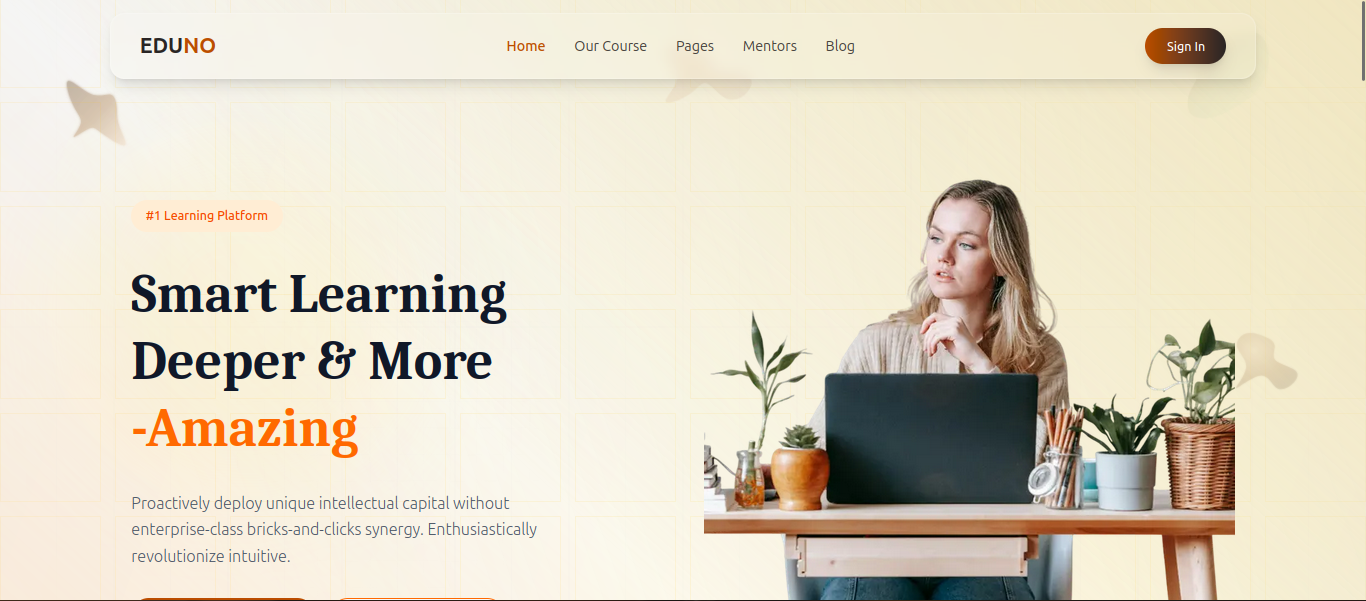 EDUNO
Home
Our Course
Pages
Mentors
Blog
Sign In
#1 Learning Platform
Smart Learning
Deeper & More
-Amazing
Proactively deploy unique intellectual capital without
enterprise-class bricks-and-clicks synergy. Enthusiastically
revolutionize intuitive.